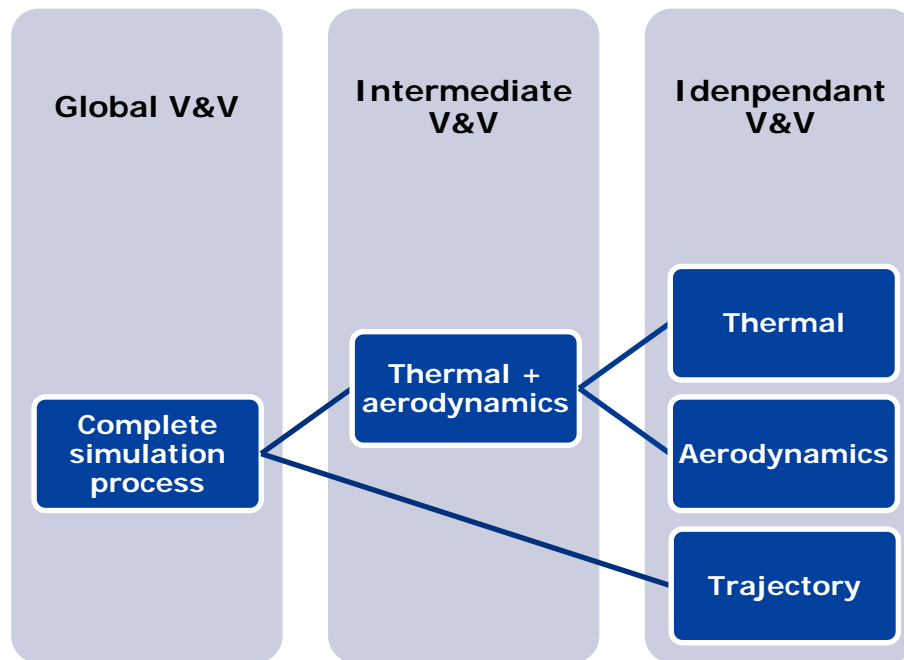 Global V&V
Intermediate
V&V
Idenpendant
V&V
Complete
simulation
process
Thermal +
aerodynamics
Thermal
Aerodynamics
Trajectory